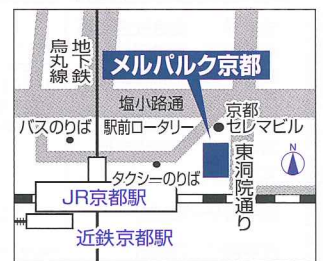 地下鉄
烏丸線
メルパルク京都
塩小路通
バスのりば
駅前ロータリー
京都
セレマビル
タクシーのりば
東洞院通り
N
JR京都駅
近鉄京都駅